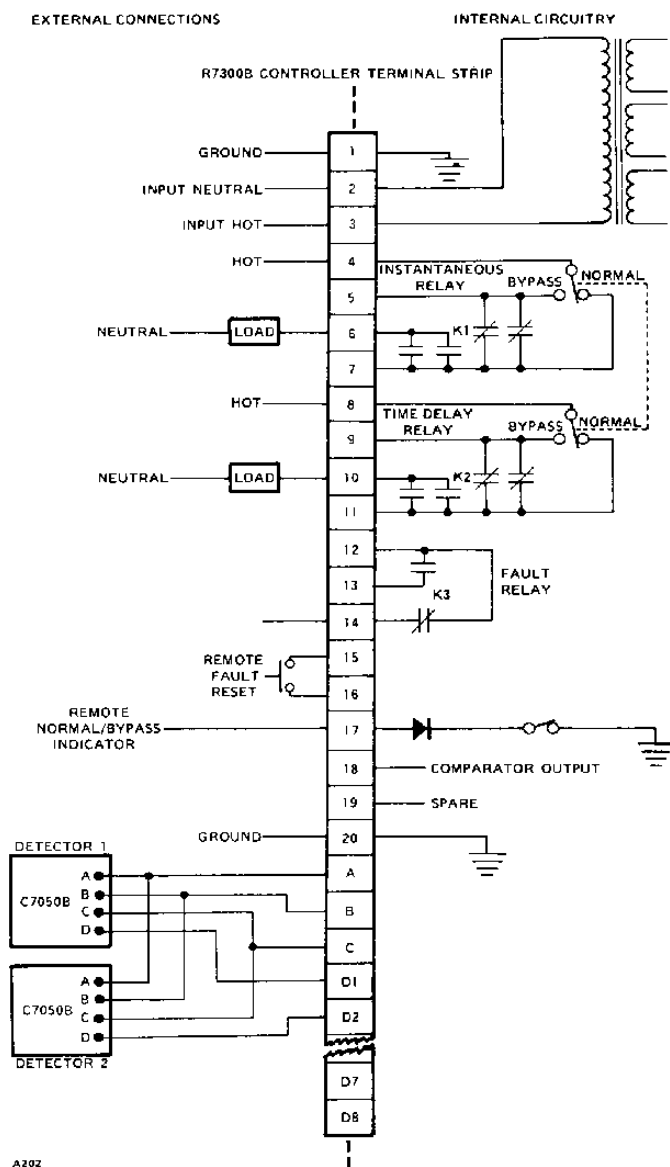 EXTERNAL CONNECTIONS
INTERNAL CIRCUITRY
R7300B CONTROLLER TERMINAL STRIP
GROUND 1
INPUT NEUTRAL 2
INPUT HOT 3
HOT 4
INSTANTANEOUS RELAY
BYPASS NORMAL
5
NEUTRAL LOAD 6 K1
7
HOT 8
TIME DELAY RELAY
BYPASS NORMAL
9
NEUTRAL LOAD 10 K2
11
12
13
FAULT RELAY
K3
14
15
REMOTE
FAULT
RESET
16
REMOTE
NORMAL/BYPASS
INDICATOR
17
18 COMPARATOR OUTPUT
19 SPARE
GROUND 20
DETECTOR 1
C7050B
A
B
C
D
A
B
C
D1
D2
C7050B
A
B
C
D
DETECTOR 2
D7
D8
A202